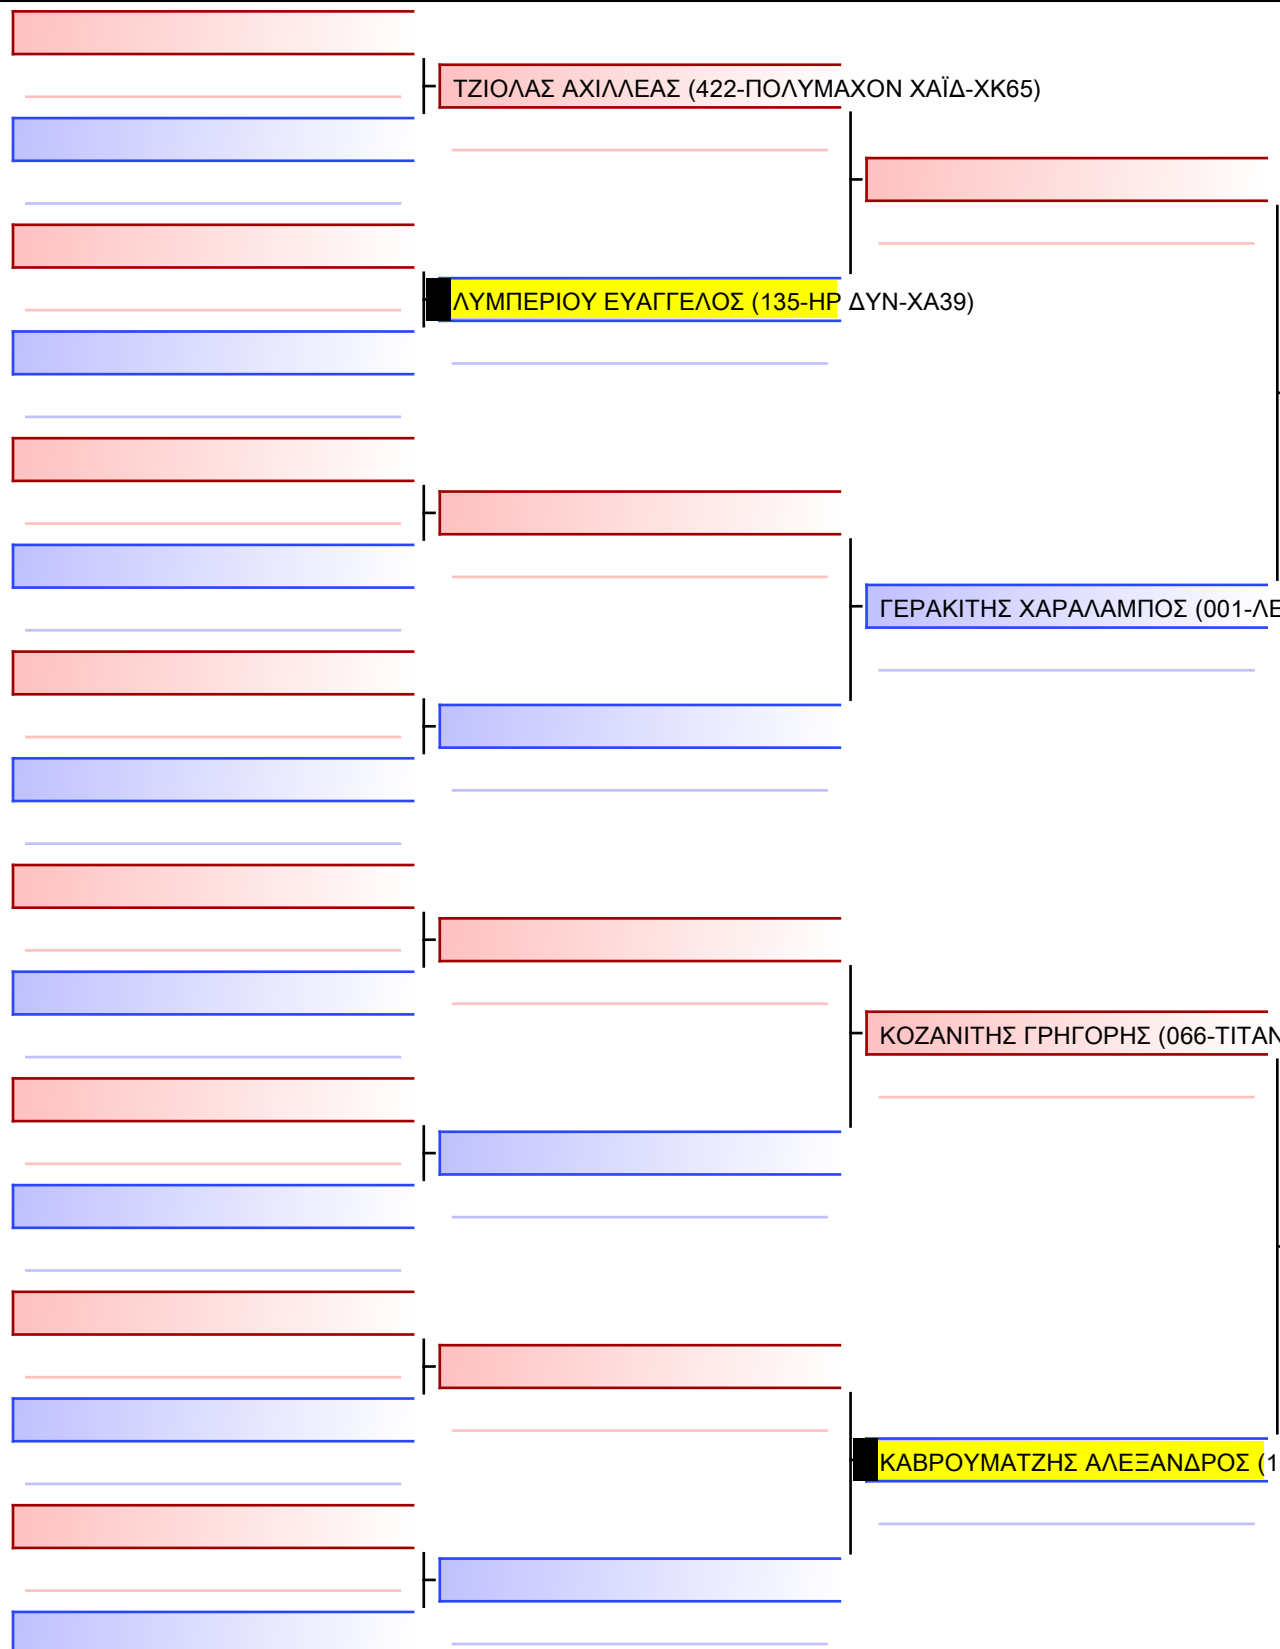 ΤΖΙΟΛΑΣ ΑΧΙΛΛΕΑΣ (422-ΠΟΛΥΜΑΧΟΝ ΧΑΪΔ-ΧΚ65)
ΛΥΜΠΕΡΙΟΥ ΕΥΑΓΓΕΛΟΣ (135-ΗΡ ΔΥΝ-ΧΑ39)
ΓΕΡΑΚΙΤΗΣ ΧΑΡΑΛΑΜΠΟΣ (001-ΛΕ
ΚΟΖΑΝΙΤΗΣ ΓΡΗΓΟΡΗΣ (066-ΤΙΤΑΝ
ΚΑΒΡΟΥΜΑΤΖΗΣ ΑΛΕΞΑΝΔΡΟΣ (1